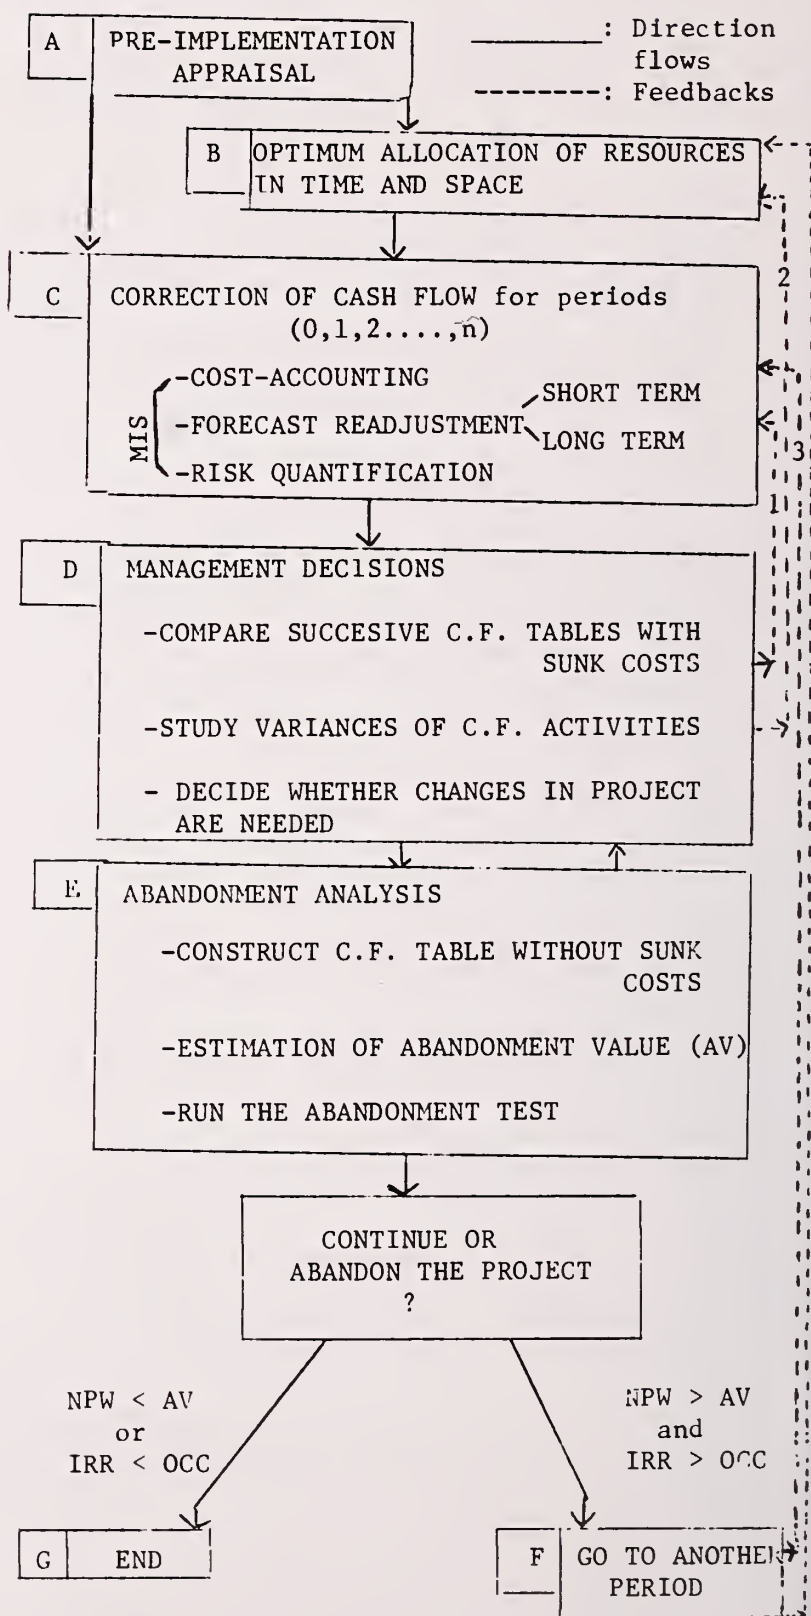 A PRE-IMPLEMENTATION
APPRAISAL
: Direction
flows
: Feedbacks
B OPTIMUM ALLOCATION OF RESOURCES
IN TIME AND SPACE
C CORRECTION OF CASH FLOW for periods
(0,1,2....,n)
MIS
-COST-ACCOUNTING
-FORECAST READJUSTMENT
SHORT TERM
LONG TERM
-RISK QUANTIFICATION
2
3
1
D MANAGEMENT DEC1SIONS
-COMPARE SUCCESIVE C.F. TABLES WITH
SUNK COSTS
-STUDY VARIANCES OF C.F. ACTIVITIES
- DECIDE WHETHER CHANGES IN PROJECT
ARE NEEDED
E ABANDONMENT ANALYSIS
-CONSTRUCT C.F. TABLE WITHOUT SUNK
COSTS
-ESTIMATION OF ABANDONMENT VALUE (AV)
-RUN THE ABANDONMENT TEST
CONTINUE OR
ABANDON THE PROJECT
?
NPW < AV
or
IRR < OCC
NPW > AV
and
IRR > OCC
G END
F GO TO ANOTHER
PERIOD